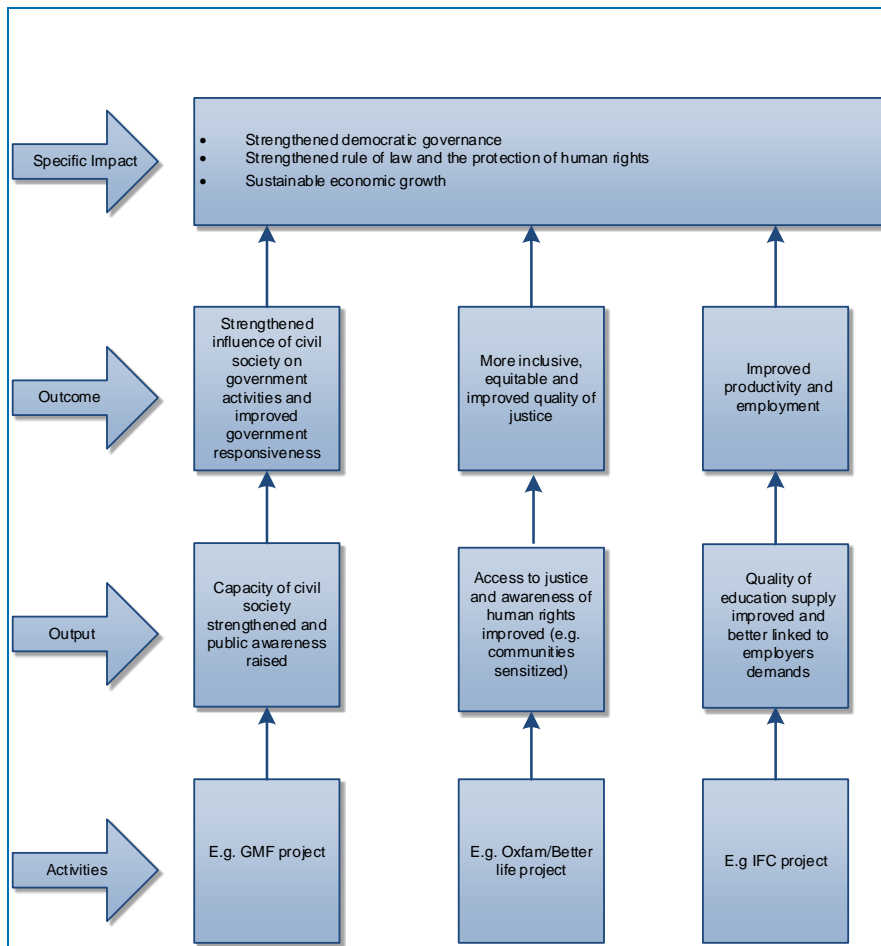 Specific Impact
• Strengthened democratic governance
• Strengthened rule of law and the protection of human rights
• Sustainable economic growth
Outcome
Strengthened
influence of civil
society on
government
activities and
improved
government
responsiveness
More inclusive,
equitable and
improved quality of
justice
Improved
productivity and
employment
Output
Capacity of civil
society
strengthened and
public awareness
raised
Access to justice
and awareness of
human rights
improved (e.g.
communities
sensitized)
Quality of
education supply
improved and
better linked to
employers
demands
Activities
E.g. GMF project
E.g. Oxfam/Better
life project
E.g IFC project